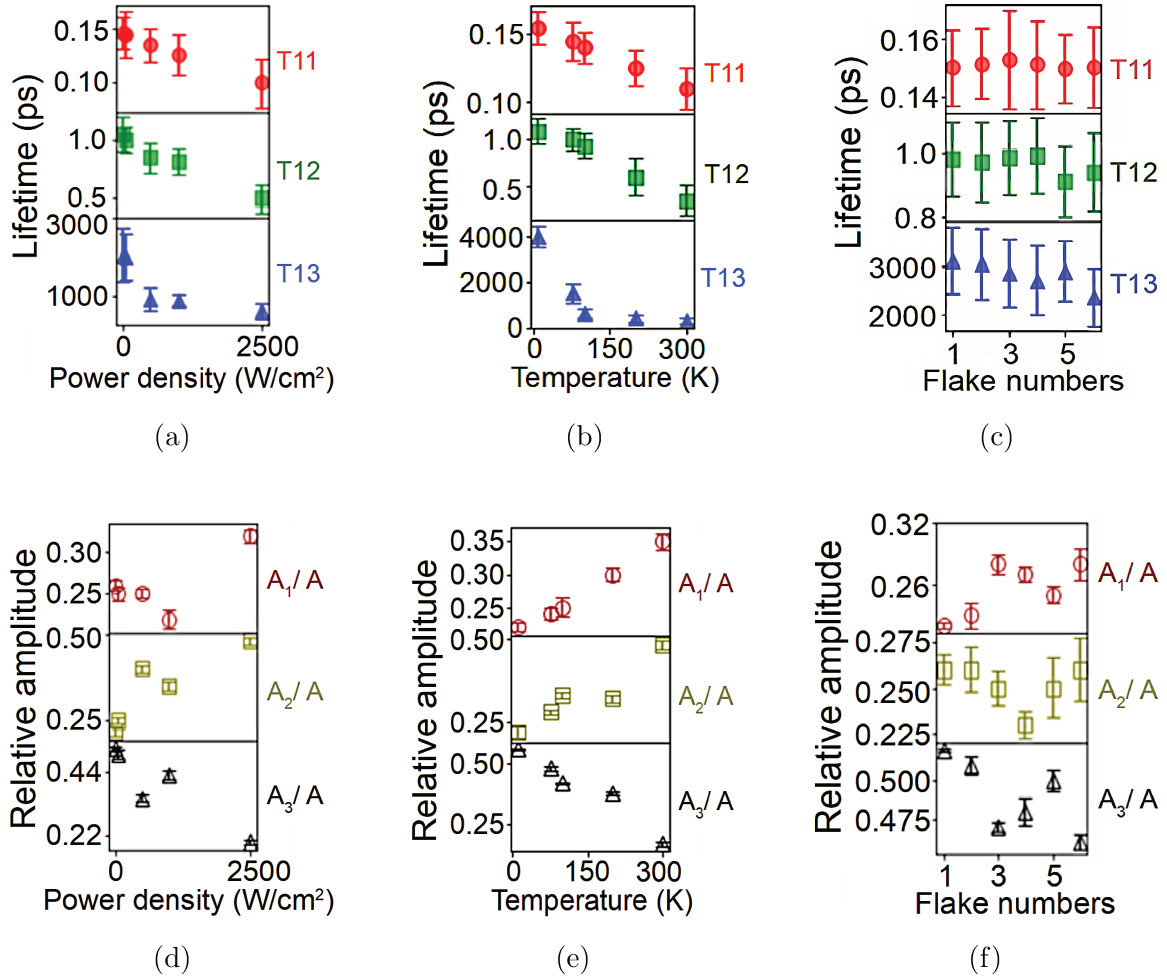 Lifetime (ps)
0.15
0.10
T11
1.0
0.5
T12
3000
1000
T13
0 2500
Power density (W/cm²)
(a)
Lifetime (ps)
0.15
0.10
T11
1.0
0.5
T12
4000
2000
0
T13
0 150 300
Temperature (K)
(b)
Lifetime (ps)
0.16
0.14
T11
1.0
0.8
T12
3000
2000
T13
1 3 5
Flake numbers
(c)
Relative amplitude
0.30
0.25
A₁/ A
0.50
0.25
A₂/ A
0.44
0.22
A₃/ A
0 2500
Power density (W/cm²)
(d)
Relative amplitude
0.35
0.30
0.25
A₁/ A
0.50
0.25
A₂/ A
0.50
0.25
A₃/ A
0 150 300
Temperature (K)
(e)
Relative amplitude
0.32
0.26
A₁/ A
0.275
0.250
0.225
A₂/ A
0.500
0.475
A₃/ A
1 3 5
Flake numbers
(f)